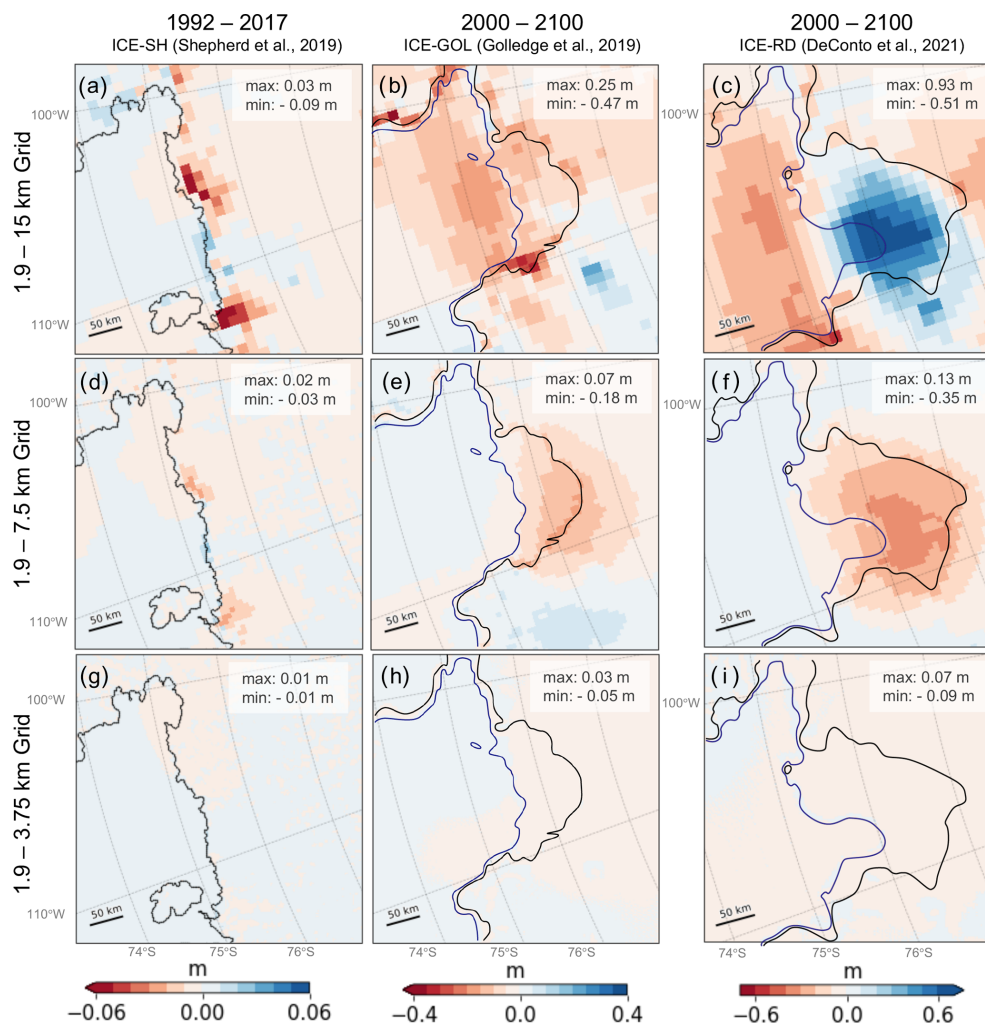 1992 – 2017
ICE-SH (Shepherd et al., 2019)
2000 – 2100
ICE-GOL (Golledge et al., 2019)
2000 – 2100
ICE-RD (DeConto et al., 2021)
1.9 – 15 km Grid
(a)
max: 0.03 m
min: - 0.09 m
100°W
110°W
50 km
(b)
max: 0.25 m
min: - 0.47 m
50 km
(c)
max: 0.93 m
min: - 0.51 m
100°W
50 km
1.9 – 7.5 km Grid
(d)
max: 0.02 m
min: - 0.03 m
100°W
110°W
50 km
(e)
max: 0.07 m
min: - 0.18 m
50 km
(f)
max: 0.13 m
min: - 0.35 m
100°W
50 km
1.9 – 3.75 km Grid
(g)
max: 0.01 m
min: - 0.01 m
100°W
110°W
50 km
(h)
max: 0.03 m
min: - 0.05 m
50 km
(i)
max: 0.07 m
min: - 0.09 m
100°W
50 km
74°S 75°S 76°S
74°S 75°S 76°S
74°S 75°S 76°S
m
−0.06 0.00 0.06
m
−0.4 0.0 0.4
m
−0.6 0.0 0.6